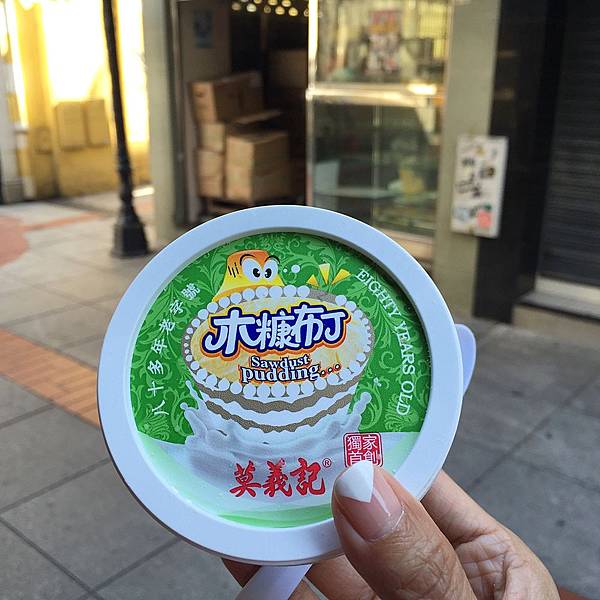 八十多年老字號
EIGHTY YEARS OLD
木糠布丁
Sawdust
pudding...
莫義記®
獨家
首創